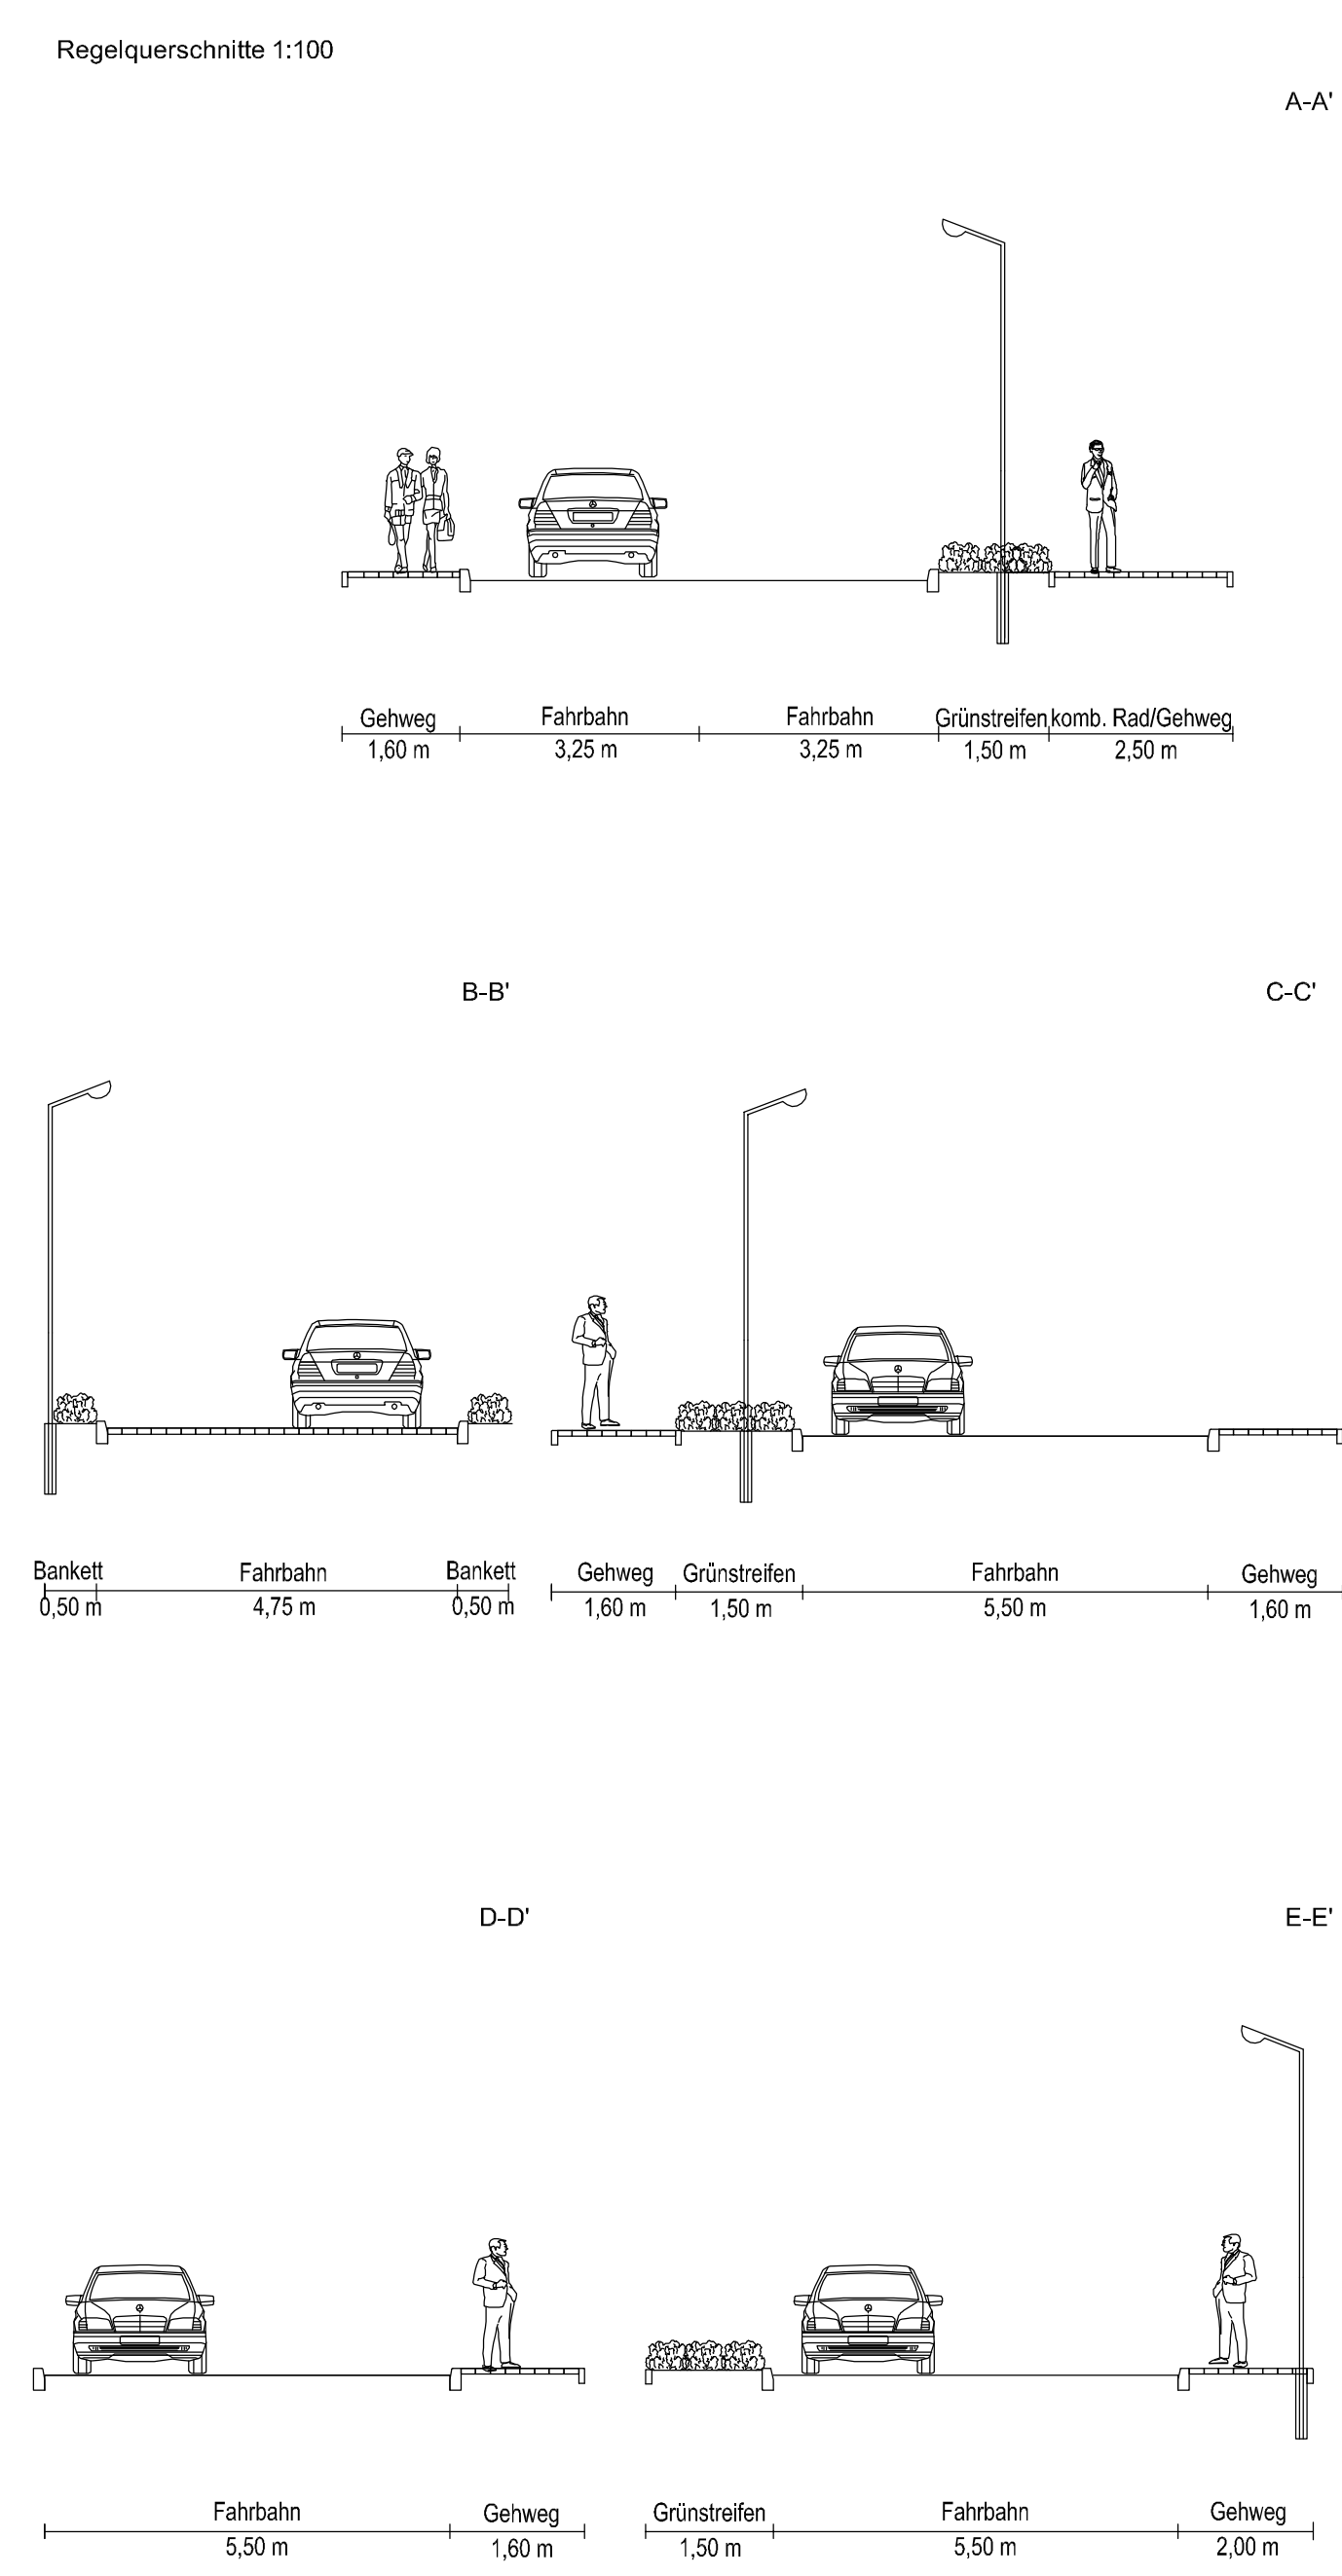 Regelquerschnitte 1:100
A-A'
Gehweg Fahrbahn Fahrbahn Grünstreifen komb. Rad/Gehweg
1,60 m 3,25 m 3,25 m 1,50 m 2,50 m
B-B'
Bankett Fahrbahn Bankett
0,50 m 4,75 m 0,50 m
C-C'
Gehweg Grünstreifen Fahrbahn Gehweg
1,60 m 1,50 m 5,50 m 1,60 m
D-D'
Fahrbahn Gehweg
5,50 m 1,60 m
E-E'
Grünstreifen Fahrbahn Gehweg
1,50 m 5,50 m 2,00 m